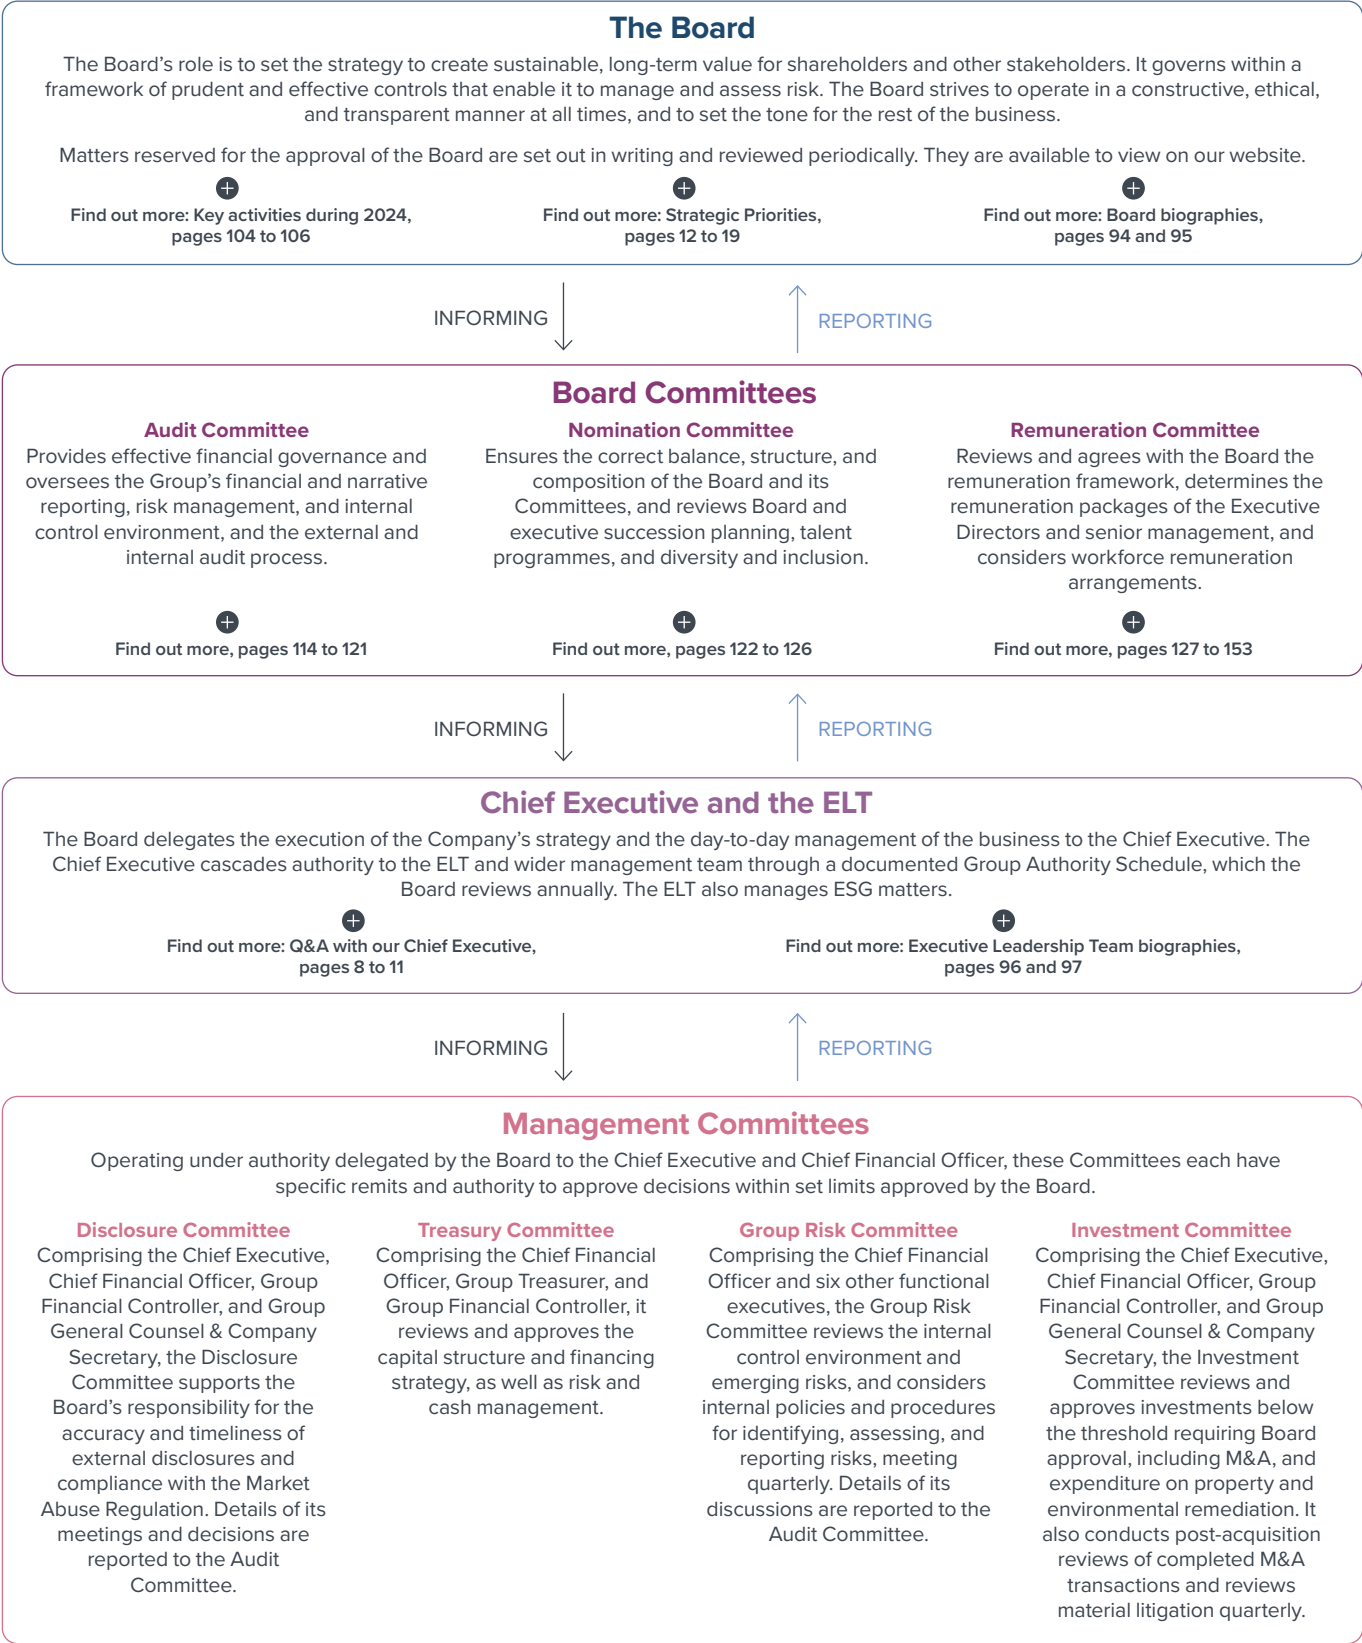 The Board
The Board’s role is to set the strategy to create sustainable, long-term value for shareholders and other stakeholders. It governs within a
framework of prudent and effective controls that enable it to manage and assess risk. The Board strives to operate in a constructive, ethical,
and transparent manner at all times, and to set the tone for the rest of the business.
Matters reserved for the approval of the Board are set out in writing and reviewed periodically. They are available to view on our website.
Find out more: Key activities during 2024,
pages 104 to 106
Find out more: Strategic Priorities,
pages 12 to 19
Find out more: Board biographies,
pages 94 and 95
INFORMING
REPORTING
Board Committees
Audit Committee
Provides effective financial governance and
oversees the Group’s financial and narrative
reporting, risk management, and internal
control environment, and the external and
internal audit process.
Find out more, pages 114 to 121
Nomination Committee
Ensures the correct balance, structure, and
composition of the Board and its
Committees, and reviews Board and
executive succession planning, talent
programmes, and diversity and inclusion.
Find out more, pages 122 to 126
Remuneration Committee
Reviews and agrees with the Board the
remuneration framework, determines the
remuneration packages of the Executive
Directors and senior management, and
considers workforce remuneration
arrangements.
Find out more, pages 127 to 153
INFORMING
REPORTING
Chief Executive and the ELT
The Board delegates the execution of the Company’s strategy and the day-to-day management of the business to the Chief Executive. The
Chief Executive cascades authority to the ELT and wider management team through a documented Group Authority Schedule, which the
Board reviews annually. The ELT also manages ESG matters.
Find out more: Q&A with our Chief Executive,
pages 8 to 11
Find out more: Executive Leadership Team biographies,
pages 96 and 97
INFORMING
REPORTING
Management Committees
Operating under authority delegated by the Board to the Chief Executive and Chief Financial Officer, these Committees each have
specific remits and authority to approve decisions within set limits approved by the Board.
Disclosure Committee
Comprising the Chief Executive,
Chief Financial Officer, Group
Financial Controller, and Group
General Counsel & Company
Secretary, the Disclosure
Committee supports the
Board’s responsibility for the
accuracy and timeliness of
external disclosures and
compliance with the Market
Abuse Regulation. Details of its
meetings and decisions are
reported to the Audit
Committee.
Treasury Committee
Comprising the Chief Financial
Officer, Group Treasurer, and
Group Financial Controller, it
reviews and approves the
capital structure and financing
strategy, as well as risk and
cash management.
Group Risk Committee
Comprising the Chief Financial
Officer and six other functional
executives, the Group Risk
Committee reviews the internal
control environment and
emerging risks, and considers
internal policies and procedures
for identifying, assessing, and
reporting risks, meeting
quarterly. Details of its
discussions are reported to the
Audit Committee.
Investment Committee
Comprising the Chief Executive,
Chief Financial Officer, Group
Financial Controller, and Group
General Counsel & Company
Secretary, the Investment
Committee reviews and
approves investments below
the threshold requiring Board
approval, including M&A, and
expenditure on property and
environmental remediation. It
also conducts post-acquisition
reviews of completed M&A
transactions and reviews
material litigation quarterly.